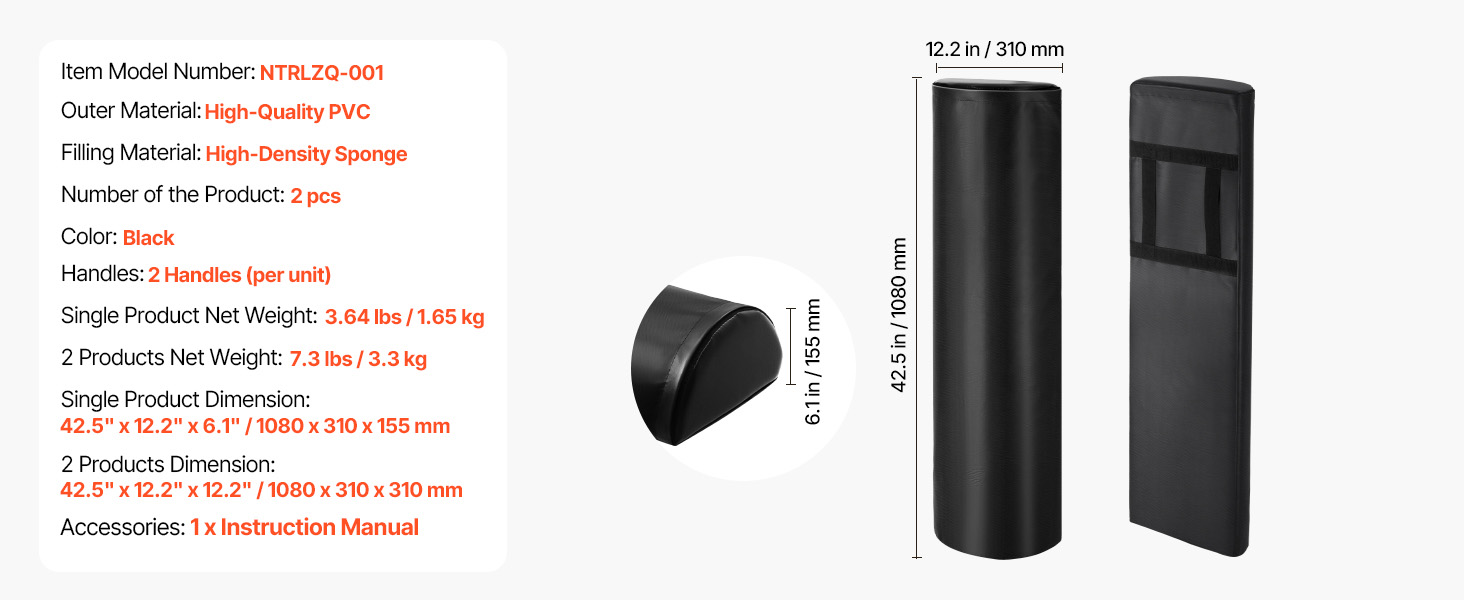 Item Model Number: NTRLZQ-001
Outer Material: High-Quality PVC
Filling Material: High-Density Sponge
Number of the Product: 2 pcs
Color: Black
Handles: 2 Handles (per unit)
Single Product Net Weight: 3.64 lbs / 1.65 kg
2 Products Net Weight: 7.3 lbs / 3.3 kg
Single Product Dimension:
42.5" x 12.2" x 6.1" / 1080 x 310 x 155 mm
2 Products Dimension:
42.5" x 12.2" x 12.2" / 1080 x 310 x 310 mm
Accessories: 1 x Instruction Manual
6.1 in / 155 mm
12.2 in / 310 mm
42.5 in / 1080 mm